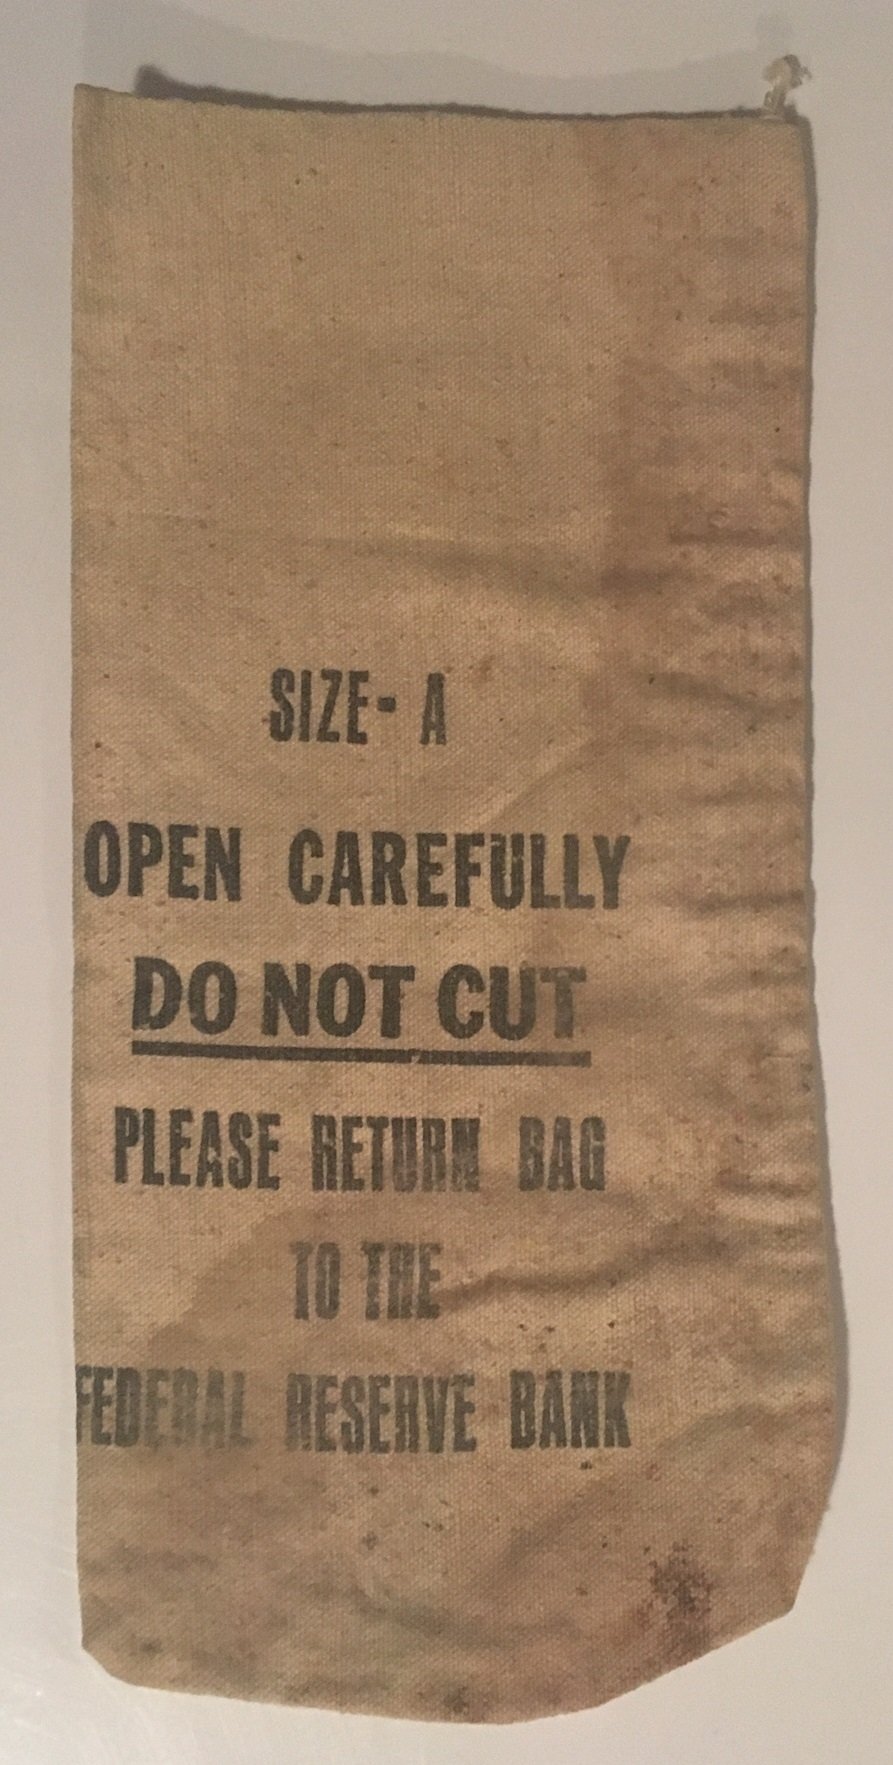 SIZE- A
OPEN CAREFULLY
DO NOT CUT
PLEASE RETURN BAG
TO THE
FEDERAL RESERVE BANK